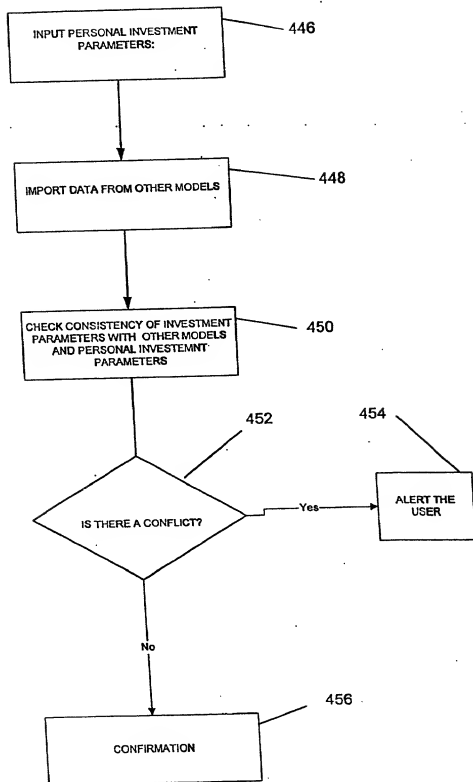 INPUT PERSONAL INVESTMENT
PARAMETERS:
446
IMPORT DATA FROM OTHER MODELS
448
CHECK CONSISTENCY OF INVESTMENT
PARAMETERS WITH OTHER MODELS
AND PERSONAL INVESTEMNT
PARAMETERS
450
452
454
IS THERE A CONFLICT?
Yes
ALERT THE
USER
No
456
CONFIRMATION